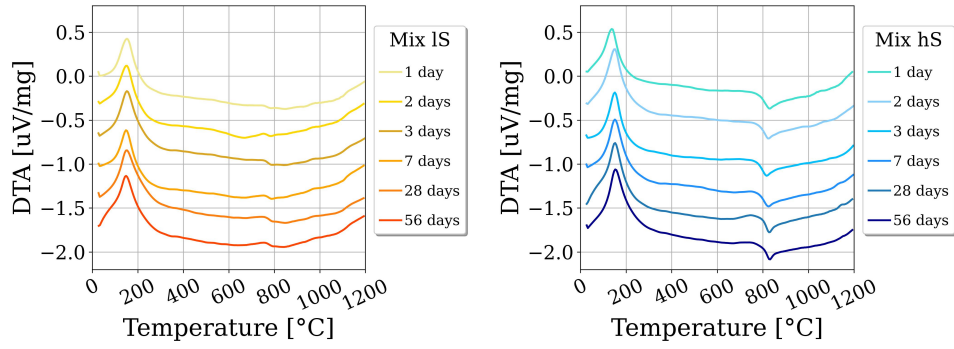 DTA [uV/mg]
0.5
0.0
−0.5
−1.0
−1.5
−2.0
0
200
400
600
800
1000
1200
Temperature [°C]
Mix lS
1 day
2 days
3 days
7 days
28 days
56 days
DTA [uV/mg]
0.5
0.0
−0.5
−1.0
−1.5
−2.0
0
200
400
600
800
1000
1200
Temperature [°C]
Mix hS
1 day
2 days
3 days
7 days
28 days
56 days